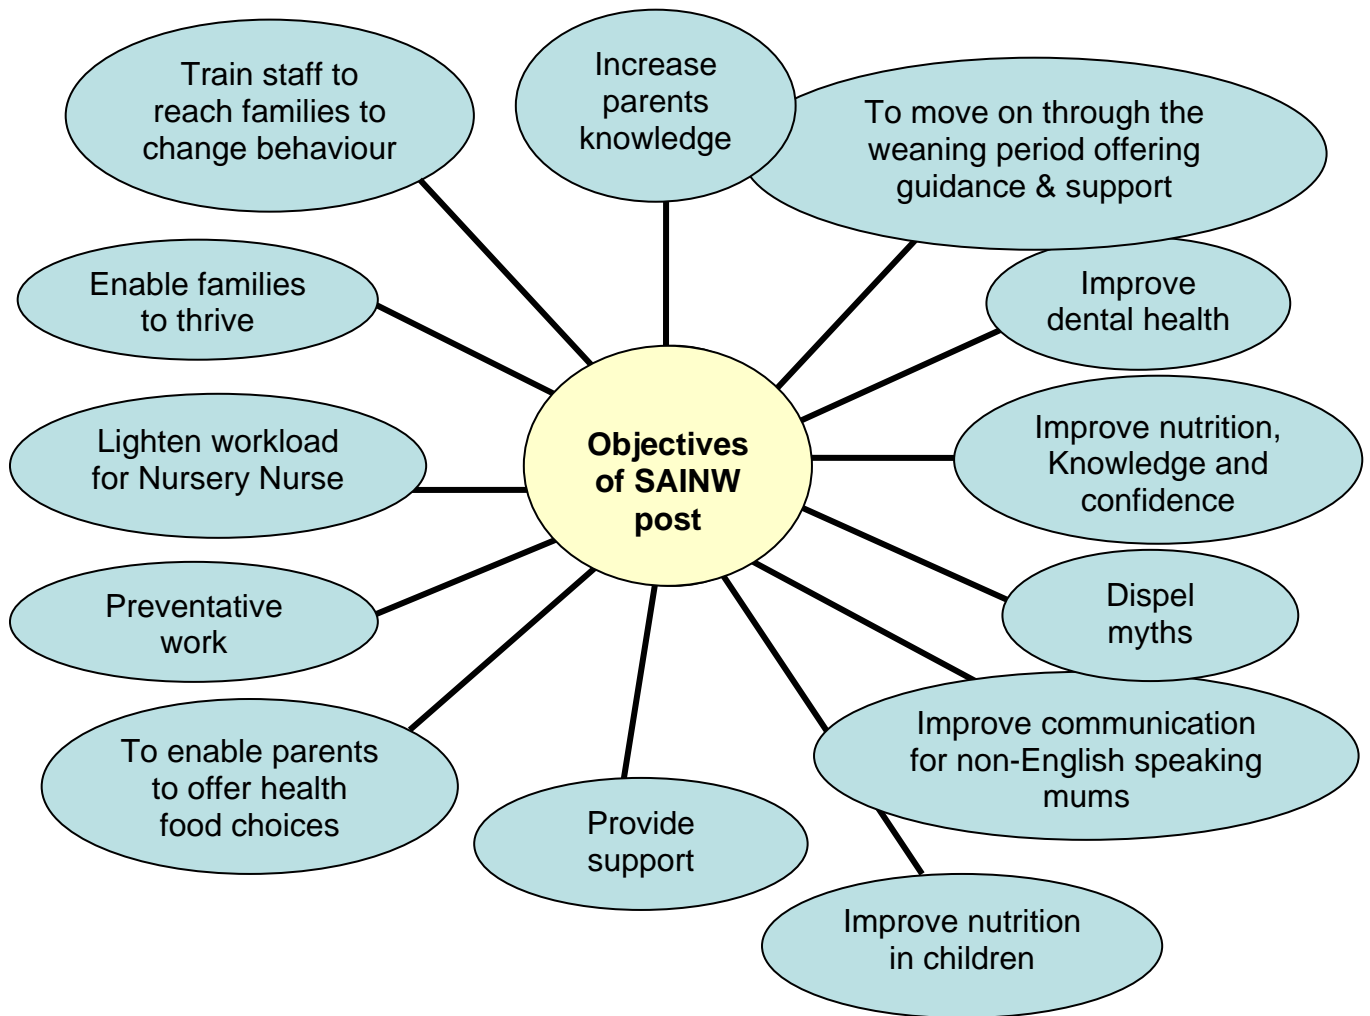 Train staff to
reach families to
change behaviour
Increase
parents
knowledge
To move on through the
weaning period offering
guidance & support
Enable families
to thrive
Improve
dental health
Lighten workload
for Nursery Nurse
Objectives
of SAINW
post
Improve nutrition,
Knowledge and
confidence
Preventative
work
Dispel
myths
To enable parents
to offer health
food choices
Provide
support
Improve communication
for non-English speaking
mums
Improve nutrition
in children